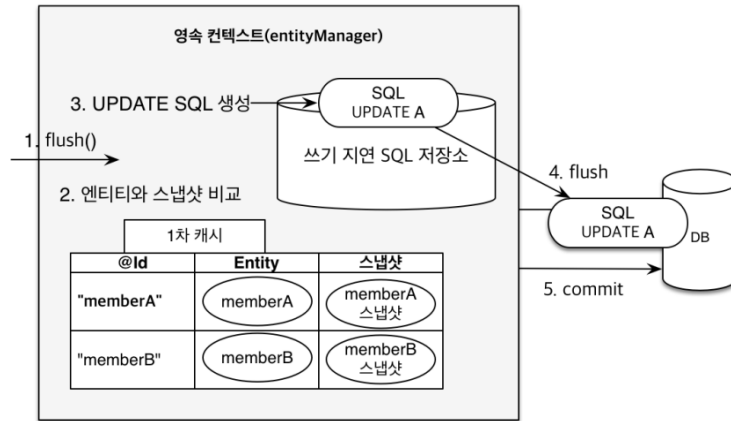 영속 컨텍스트(entityManager)
SQL
UPDATE A
3. UPDATE SQL 생성
1. flush()
쓰기 지연 SQL 저장소
4. flush
2. 엔티티와 스냅샷 비교
SQL
UPDATE A
DB
1차 캐시
@Id Entity 스냅샷
5. commit
"memberA" memberA memberA
스냅샷
"memberB" memberB memberB
스냅샷